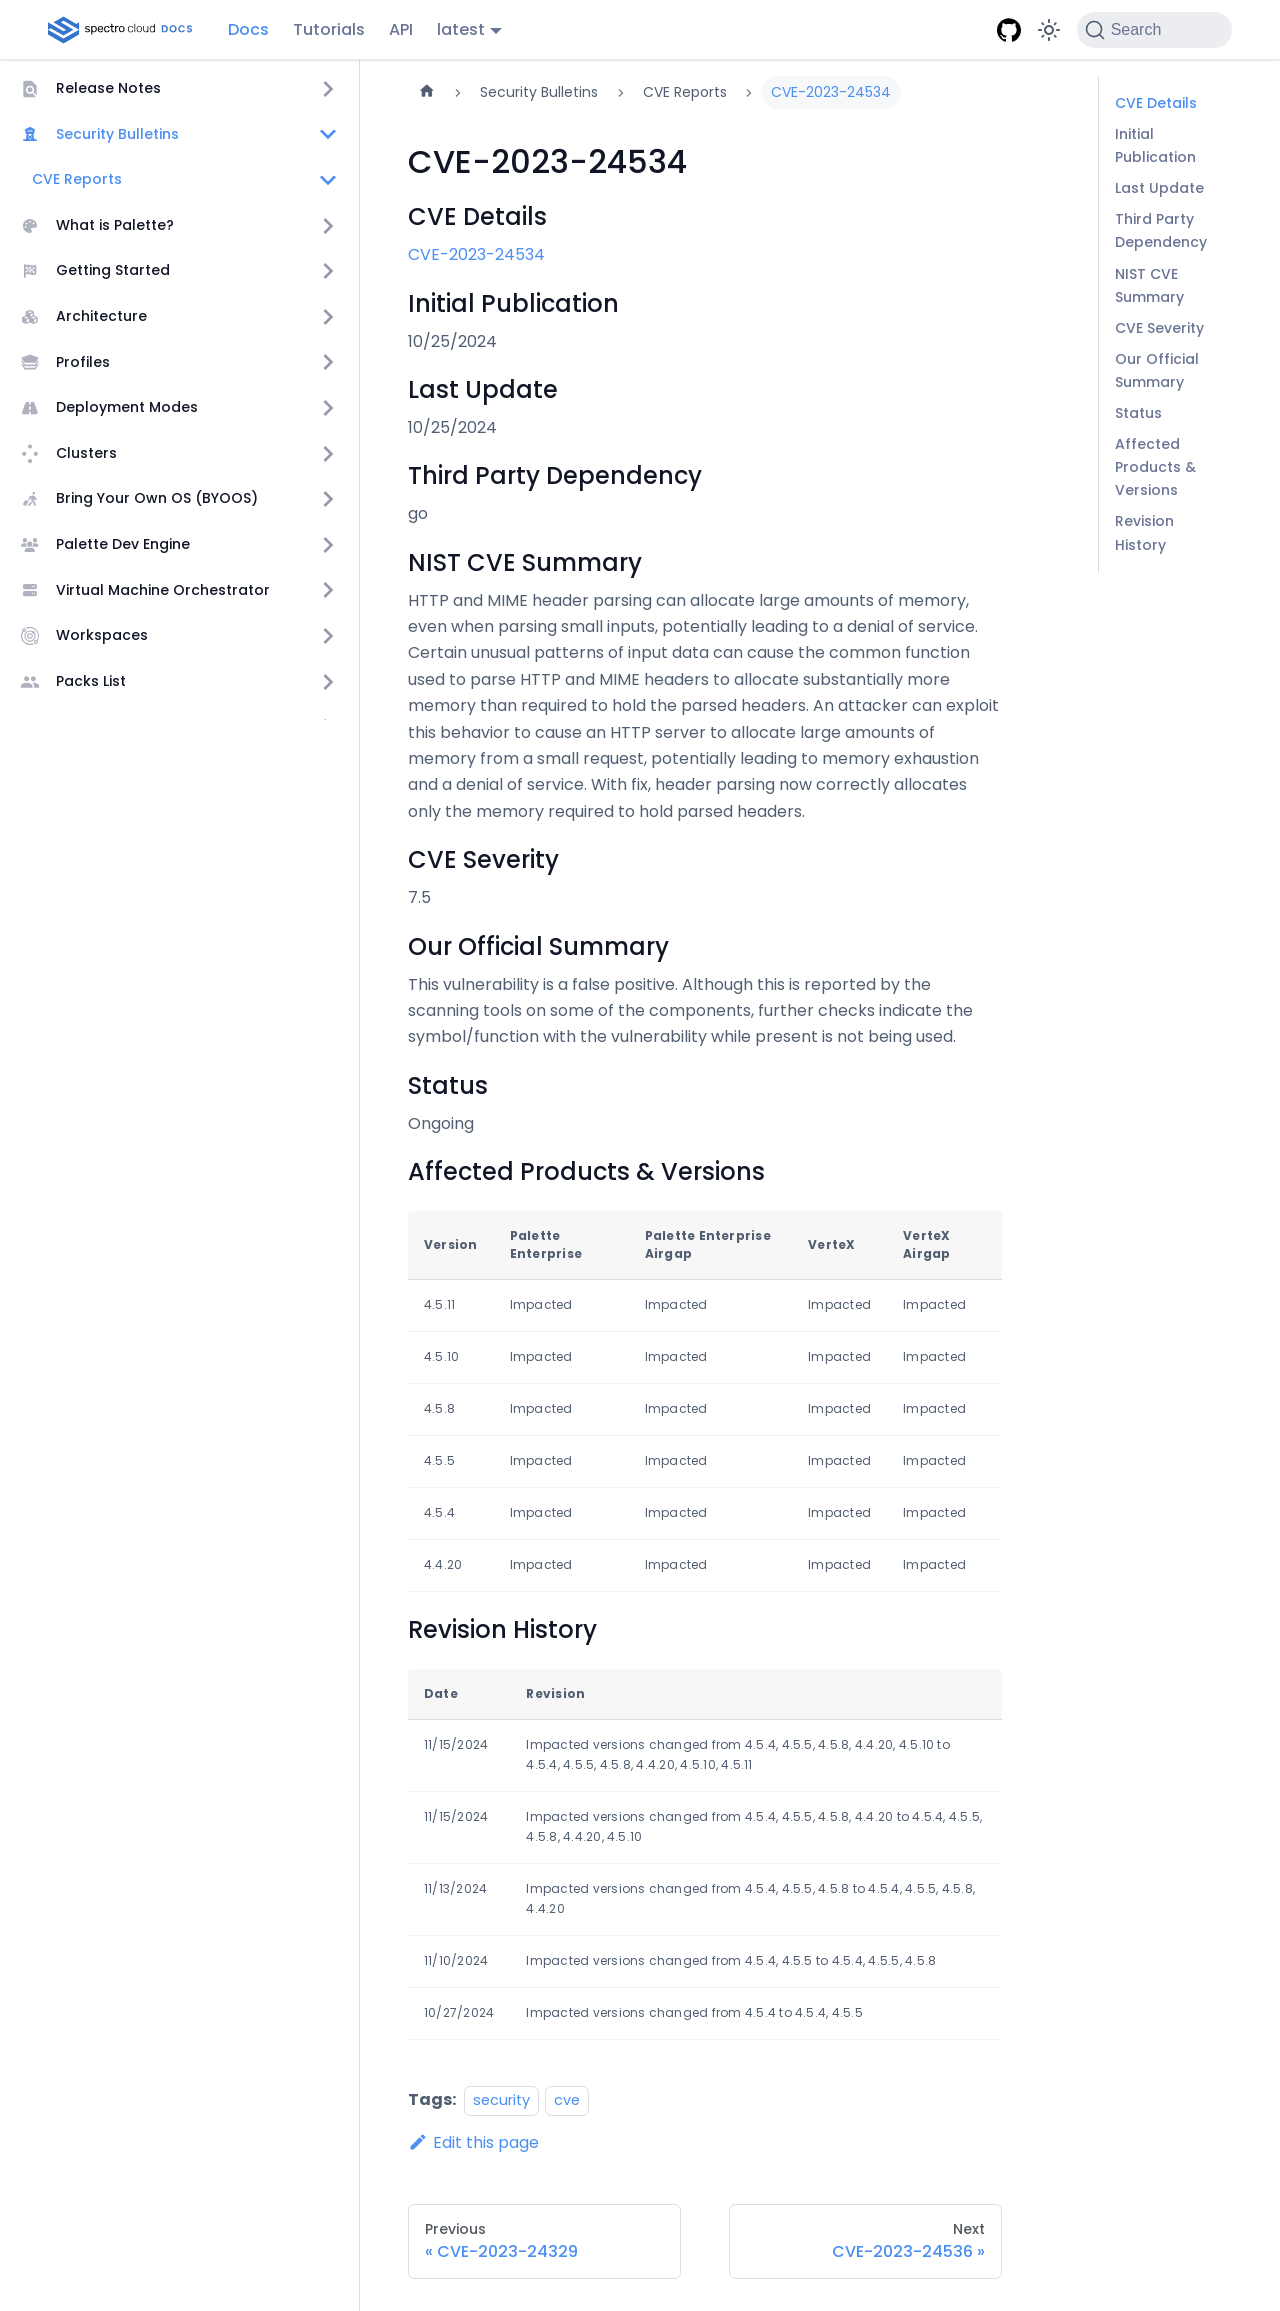 spectro cloud DOCS
Docs
Tutorials
API
latest
Search
Release Notes
Security Bulletins
CVE Reports
What is Palette?
Getting Started
Architecture
Profiles
Deployment Modes
Clusters
Bring Your Own OS (BYOOS)
Palette Dev Engine
Virtual Machine Orchestrator
Workspaces
Packs List
Security Bulletins
CVE Reports
CVE-2023-24534
CVE-2023-24534
CVE Details
CVE-2023-24534
Initial Publication
10/25/2024
Last Update
10/25/2024
Third Party Dependency
go
NIST CVE Summary
HTTP and MIME header parsing can allocate large amounts of memory,
even when parsing small inputs, potentially leading to a denial of service.
Certain unusual patterns of input data can cause the common function
used to parse HTTP and MIME headers to allocate substantially more
memory than required to hold the parsed headers. An attacker can exploit
this behavior to cause an HTTP server to allocate large amounts of
memory from a small request, potentially leading to memory exhaustion
and a denial of service. With fix, header parsing now correctly allocates
only the memory required to hold parsed headers.
CVE Severity
7.5
Our Official Summary
This vulnerability is a false positive. Although this is reported by the
scanning tools on some of the components, further checks indicate the
symbol/function with the vulnerability while present is not being used.
Status
Ongoing
Affected Products & Versions
Version Palette Enterprise Palette Enterprise Airgap VerteX VerteX Airgap
4.5.11 Impacted Impacted Impacted Impacted
4.5.10 Impacted Impacted Impacted Impacted
4.5.8 Impacted Impacted Impacted Impacted
4.5.5 Impacted Impacted Impacted Impacted
4.5.4 Impacted Impacted Impacted Impacted
4.4.20 Impacted Impacted Impacted Impacted
Revision History
Date Revision
11/15/2024 Impacted versions changed from 4.5.4, 4.5.5, 4.5.8, 4.4.20, 4.5.10 to
4.5.4, 4.5.5, 4.5.8, 4.4.20, 4.5.10, 4.5.11
11/15/2024 Impacted versions changed from 4.5.4, 4.5.5, 4.5.8, 4.4.20 to 4.5.4, 4.5.5,
4.5.8, 4.4.20, 4.5.10
11/13/2024 Impacted versions changed from 4.5.4, 4.5.5, 4.5.8 to 4.5.4, 4.5.5, 4.5.8,
4.4.20
11/10/2024 Impacted versions changed from 4.5.4, 4.5.5 to 4.5.4, 4.5.5, 4.5.8
10/27/2024 Impacted versions changed from 4.5.4 to 4.5.4, 4.5.5
Tags: security cve
Edit this page
Previous
« CVE-2023-24329
Next
CVE-2023-24536 »
CVE Details
Initial
Publication
Last Update
Third Party
Dependency
NIST CVE
Summary
CVE Severity
Our Official
Summary
Status
Affected
Products &
Versions
Revision
History